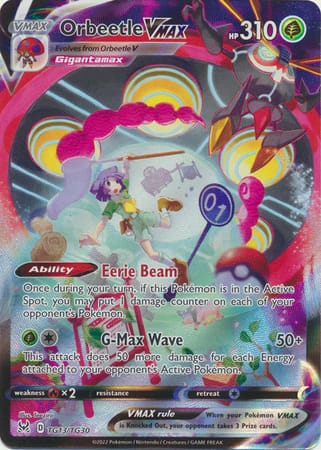 VMAX Orbeetle VMAX HP 310
Evolves from Orbeetle V
Gigantamax
01
Ability Eerie Beam
Once during your turn, if this Pokémon is in the Active
Spot, you may put 1 damage counter on each of your
opponent's Pokémon.
G-Max Wave 50+
This attack does 50 more damage for each Energy
attached to your opponent's Active Pokémon.
weakness ×2 resistance retreat
Illus. Teeziro
VMAX rule When your Pokémon VMAX
is Knocked Out, your opponent takes 3 Prize cards.
D TG13/TG30
©2022 Pokémon / Nintendo / Creatures / GAME FREAK